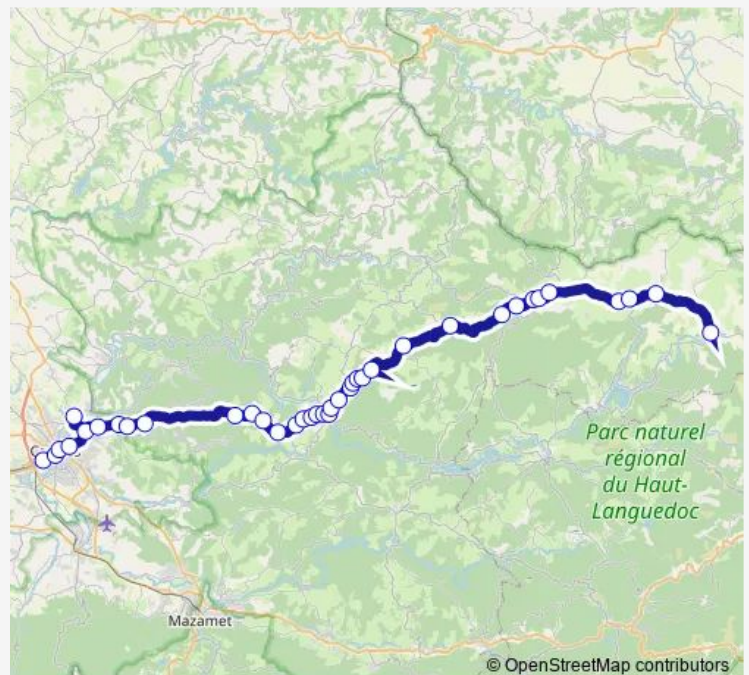 Parc naturel
régional
du Haut-
Languedoc
Mazamet
© OpenStreetMap contributors